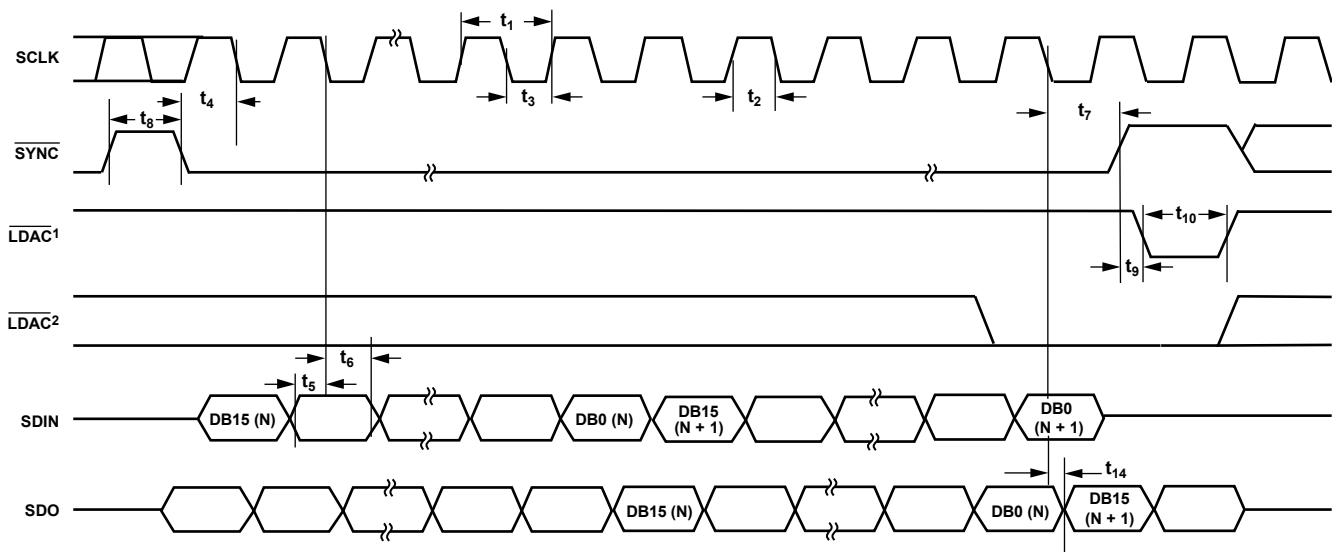 SCLK
t1
t4
t3
t2
t8
t7
SYNC
LDAC1
t10
t9
LDAC2
t6
t5
SDIN
DB15 (N)
DB0 (N)
DB15
(N + 1)
DB0
(N + 1)
t14
SDO
DB15 (N)
DB0 (N)
DB15
(N + 1)